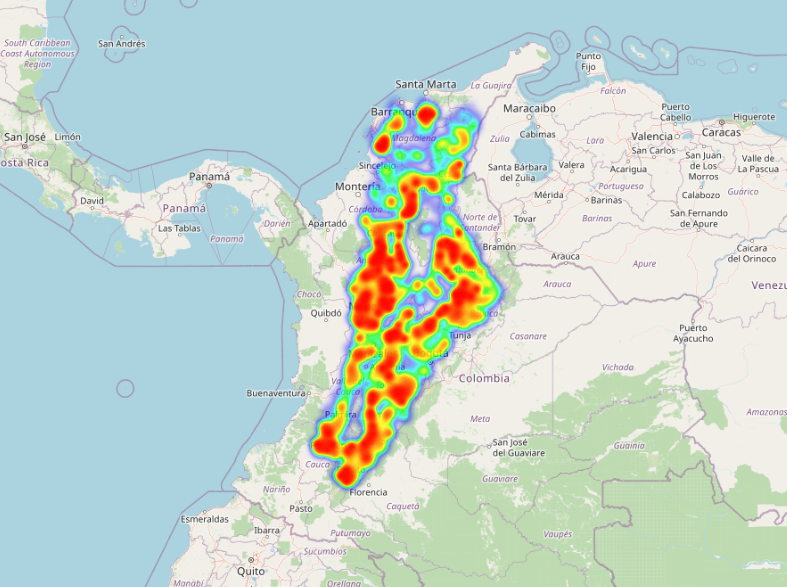 South Caribbean
Coast Autonomous
Region
San Andrés
Santa Marta
La Guajira
Punto
Fijo
Falcón
Barranqu
Maracaibo
Puerto
Cabello
Higuerote
San José
Limón
osta Rica
Magdalena
Zulia
Cabimas
Lara
Valencia
Caracas
San Carlos
Sincelejo
Santa Bárbara
del Zulia
Valera
Acarigua
San Juan
de Los
Morros
Valle de
La Pascua
Panamá
David
Panamá
Las Tablas
Panamá
Darién
Montería
Córdoba
Apartadó
Mérida
Portuguesa
Barinas
Calabozo
Guárico
Norte de
antander
Tovar
Barinas
San Fernando
de Apure
Bramón
Arauca
Apure
Caicara
del Orinoco
Arauca
Venezu
Chocó
Quibdó
Tunja
Casanare
Puerto
Ayacucho
Bogotá
Vichada
Colombia
Buenaventura
Cauca
Palmira
Meta
Amazonas
San José
del Guaviare
Guainía
Cauca
Guaviare
Nariño
Florencia
Caquetá
Pasto
Esmeraldas
Ibarra
Putumayo
Vaupés
Sucumbíos
Quito
Manabí
Orellana